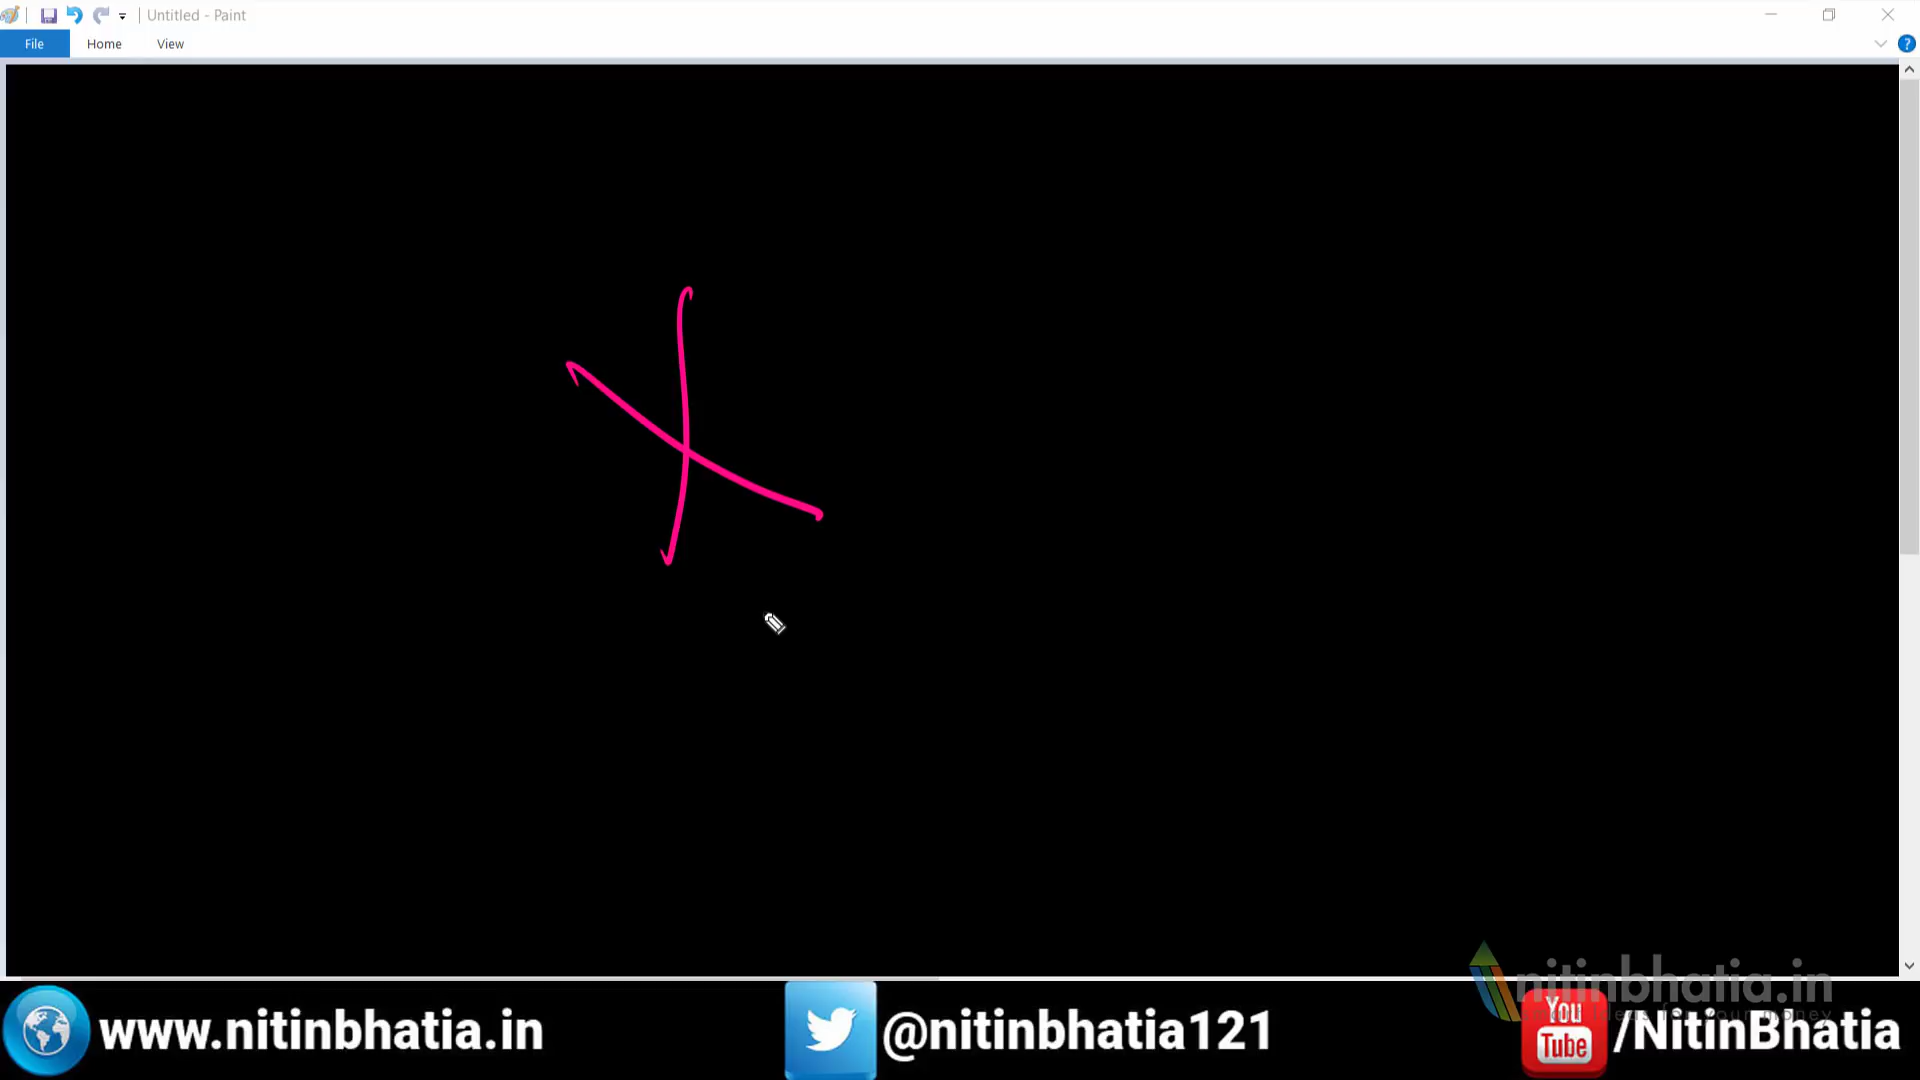 Untitled - Paint
File Home View
?
nitinbhatia.in
www.nitinbhatia.in
@nitinbhatia121
You Tube /NitinBhatia